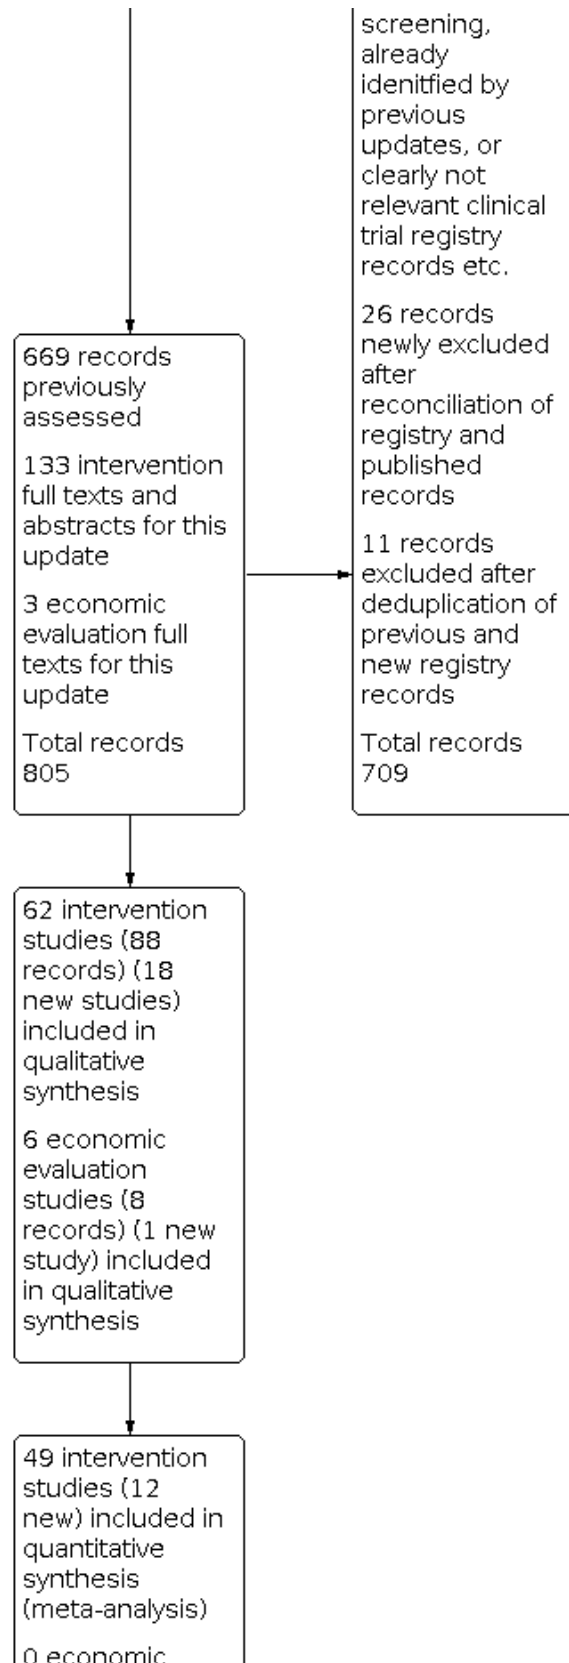 screening,
already
idenitfied by
previous
updates, or
clearly not
relevant clinical
trial registry
records etc.
26 records
newly excluded
after
reconciliation of
registry and
published
records
11 records
excluded after
deduplication of
previous and
new registry
records
Total records
709
669 records
previously
assessed
133 intervention
full texts and
abstracts for this
update
3 economic
evaluation full
texts for this
update
Total records
805
62 intervention
studies (88
records) (18
new studies)
included in
qualitative
synthesis
6 economic
evaluation
studies (8
records) (1 new
study) included
in qualitative
synthesis
49 intervention
studies (12
new) included in
quantitative
synthesis
(meta-analysis)
0 economic